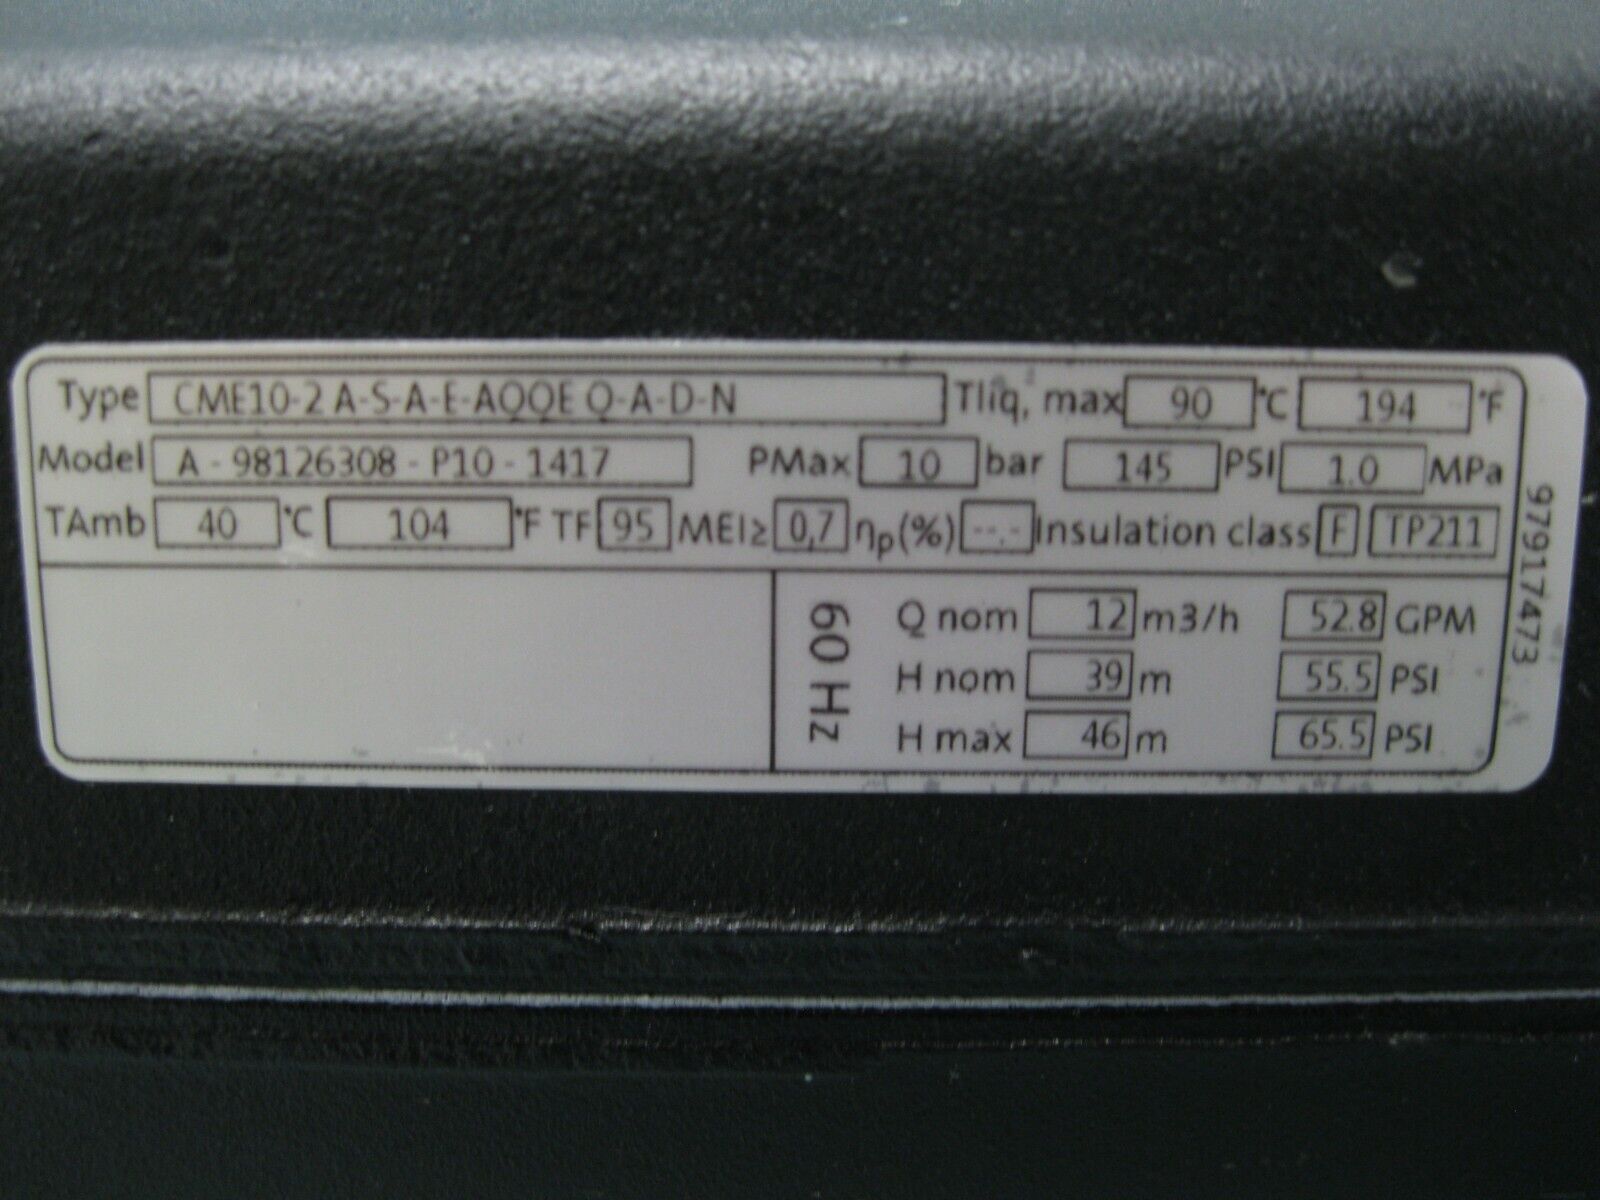 Type CME10-2 A-S-A-E-AQQE Q-A-D-N Tliq, max 90 °C 194 °F
Model A - 98126308 - P10 - 1417 PMax 10 bar 145 PSI 1.0 MPa
TAmb 40 °C 104 °F TF 95 MEI≥ 0,7 ηp(%) --.- Insulation class F TP211
60 Hz
Q nom 12 m3/h 52.8 GPM
H nom 39 m 55.5 PSI
H max 46 m 65.5 PSI
97917473